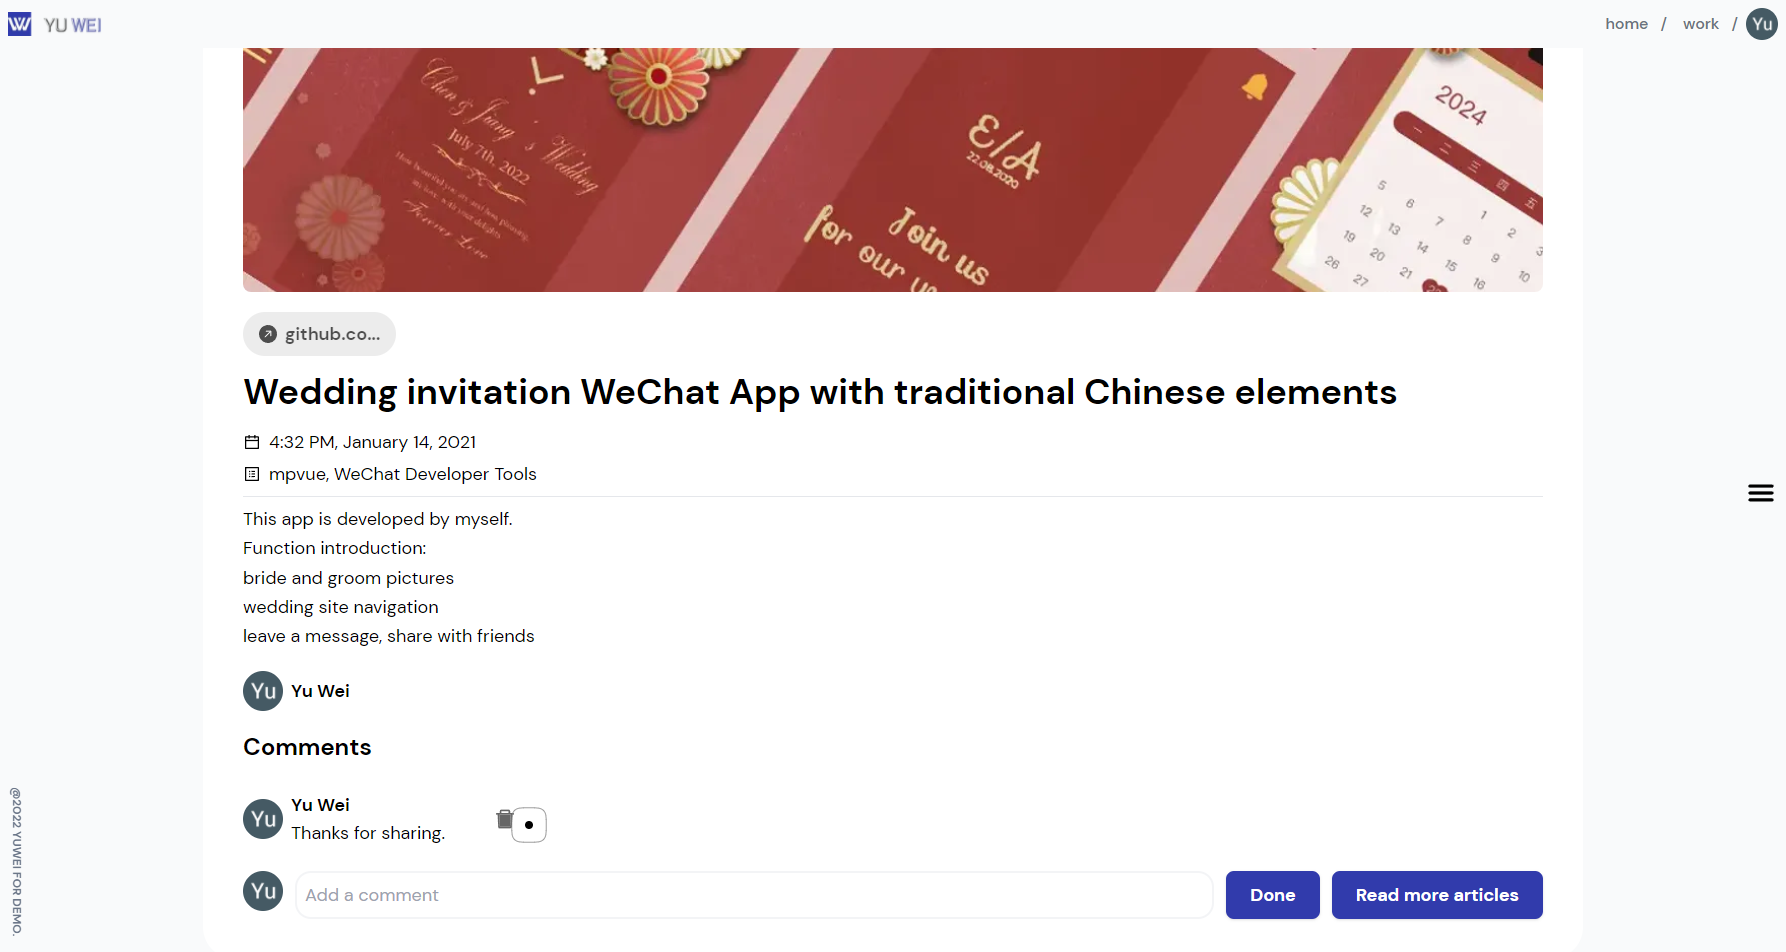 YU WEI
home / work / Yu
Chen & Jiang's Wedding
July 7th, 2022
Forever Love
E/A
22.08.2020
Join us
for our
2024
一 二 三 四 五
1 2 3
5 6 7 8 9 10
12 13 14 15 16
19 20 21
26 27
github.co...
Wedding invitation WeChat App with traditional Chinese elements
4:32 PM, January 14, 2021
mpvue, WeChat Developer Tools
This app is developed by myself.
Function introduction:
bride and groom pictures
wedding site navigation
leave a message, share with friends
Yu Yu Wei
Comments
Yu Yu Wei
Thanks for sharing.
Yu Add a comment Done Read more articles
@2022 YUWEI FOR DEMO.